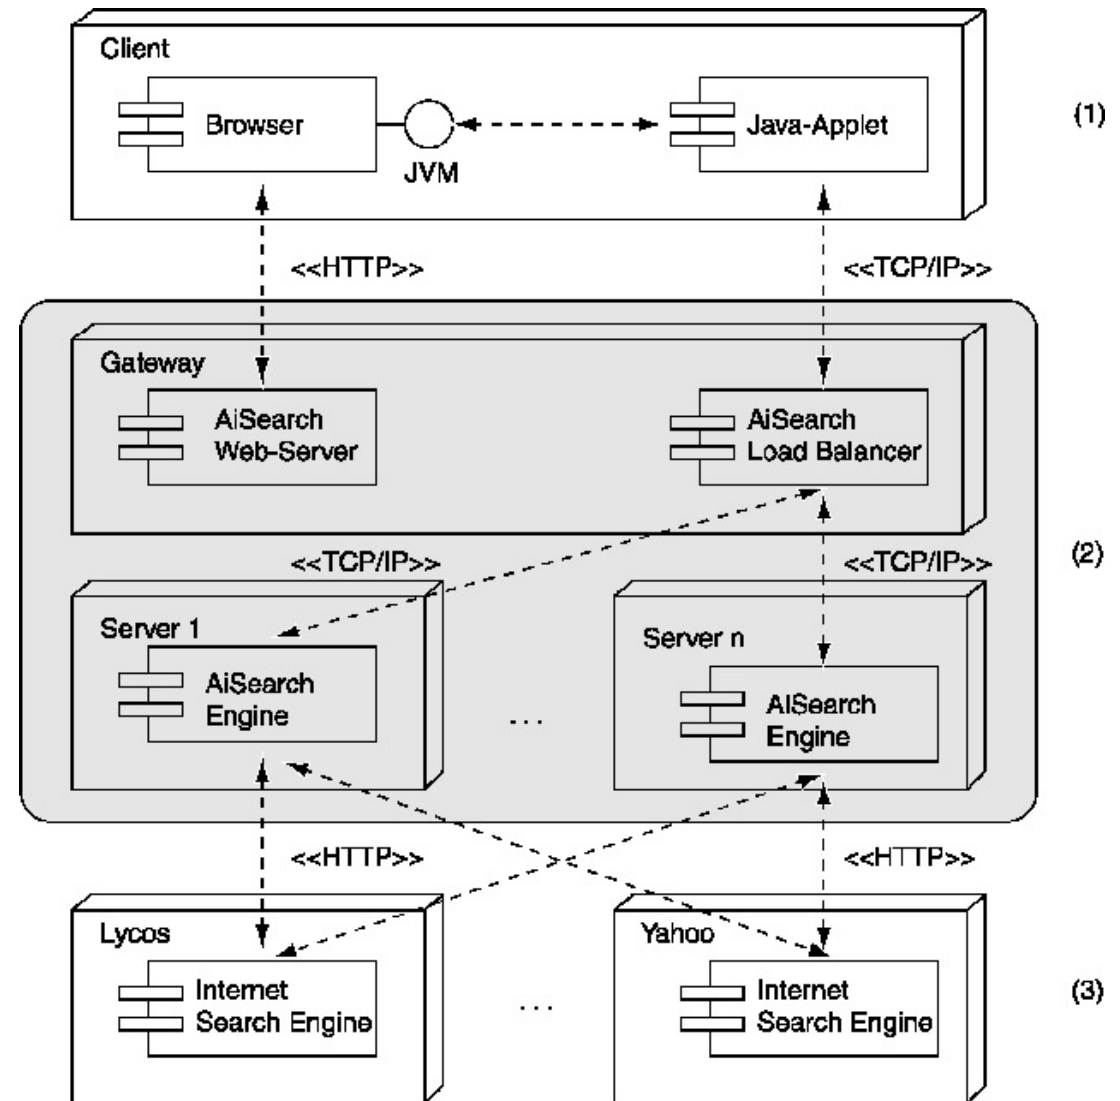 Client
Browser
JVM
Java-Applet
(1)
<<HTTP>>
<<TCP/IP>>
Gateway
AiSearch
Web-Server
AiSearch
Load Balancer
<<TCP/IP>>
<<TCP/IP>>
(2)
Server 1
AiSearch
Engine
. . .
Server n
AiSearch
Engine
<<HTTP>>
<<HTTP>>
Lycos
Internet
Search Engine
. . .
Yahoo
Internet
Search Engine
(3)